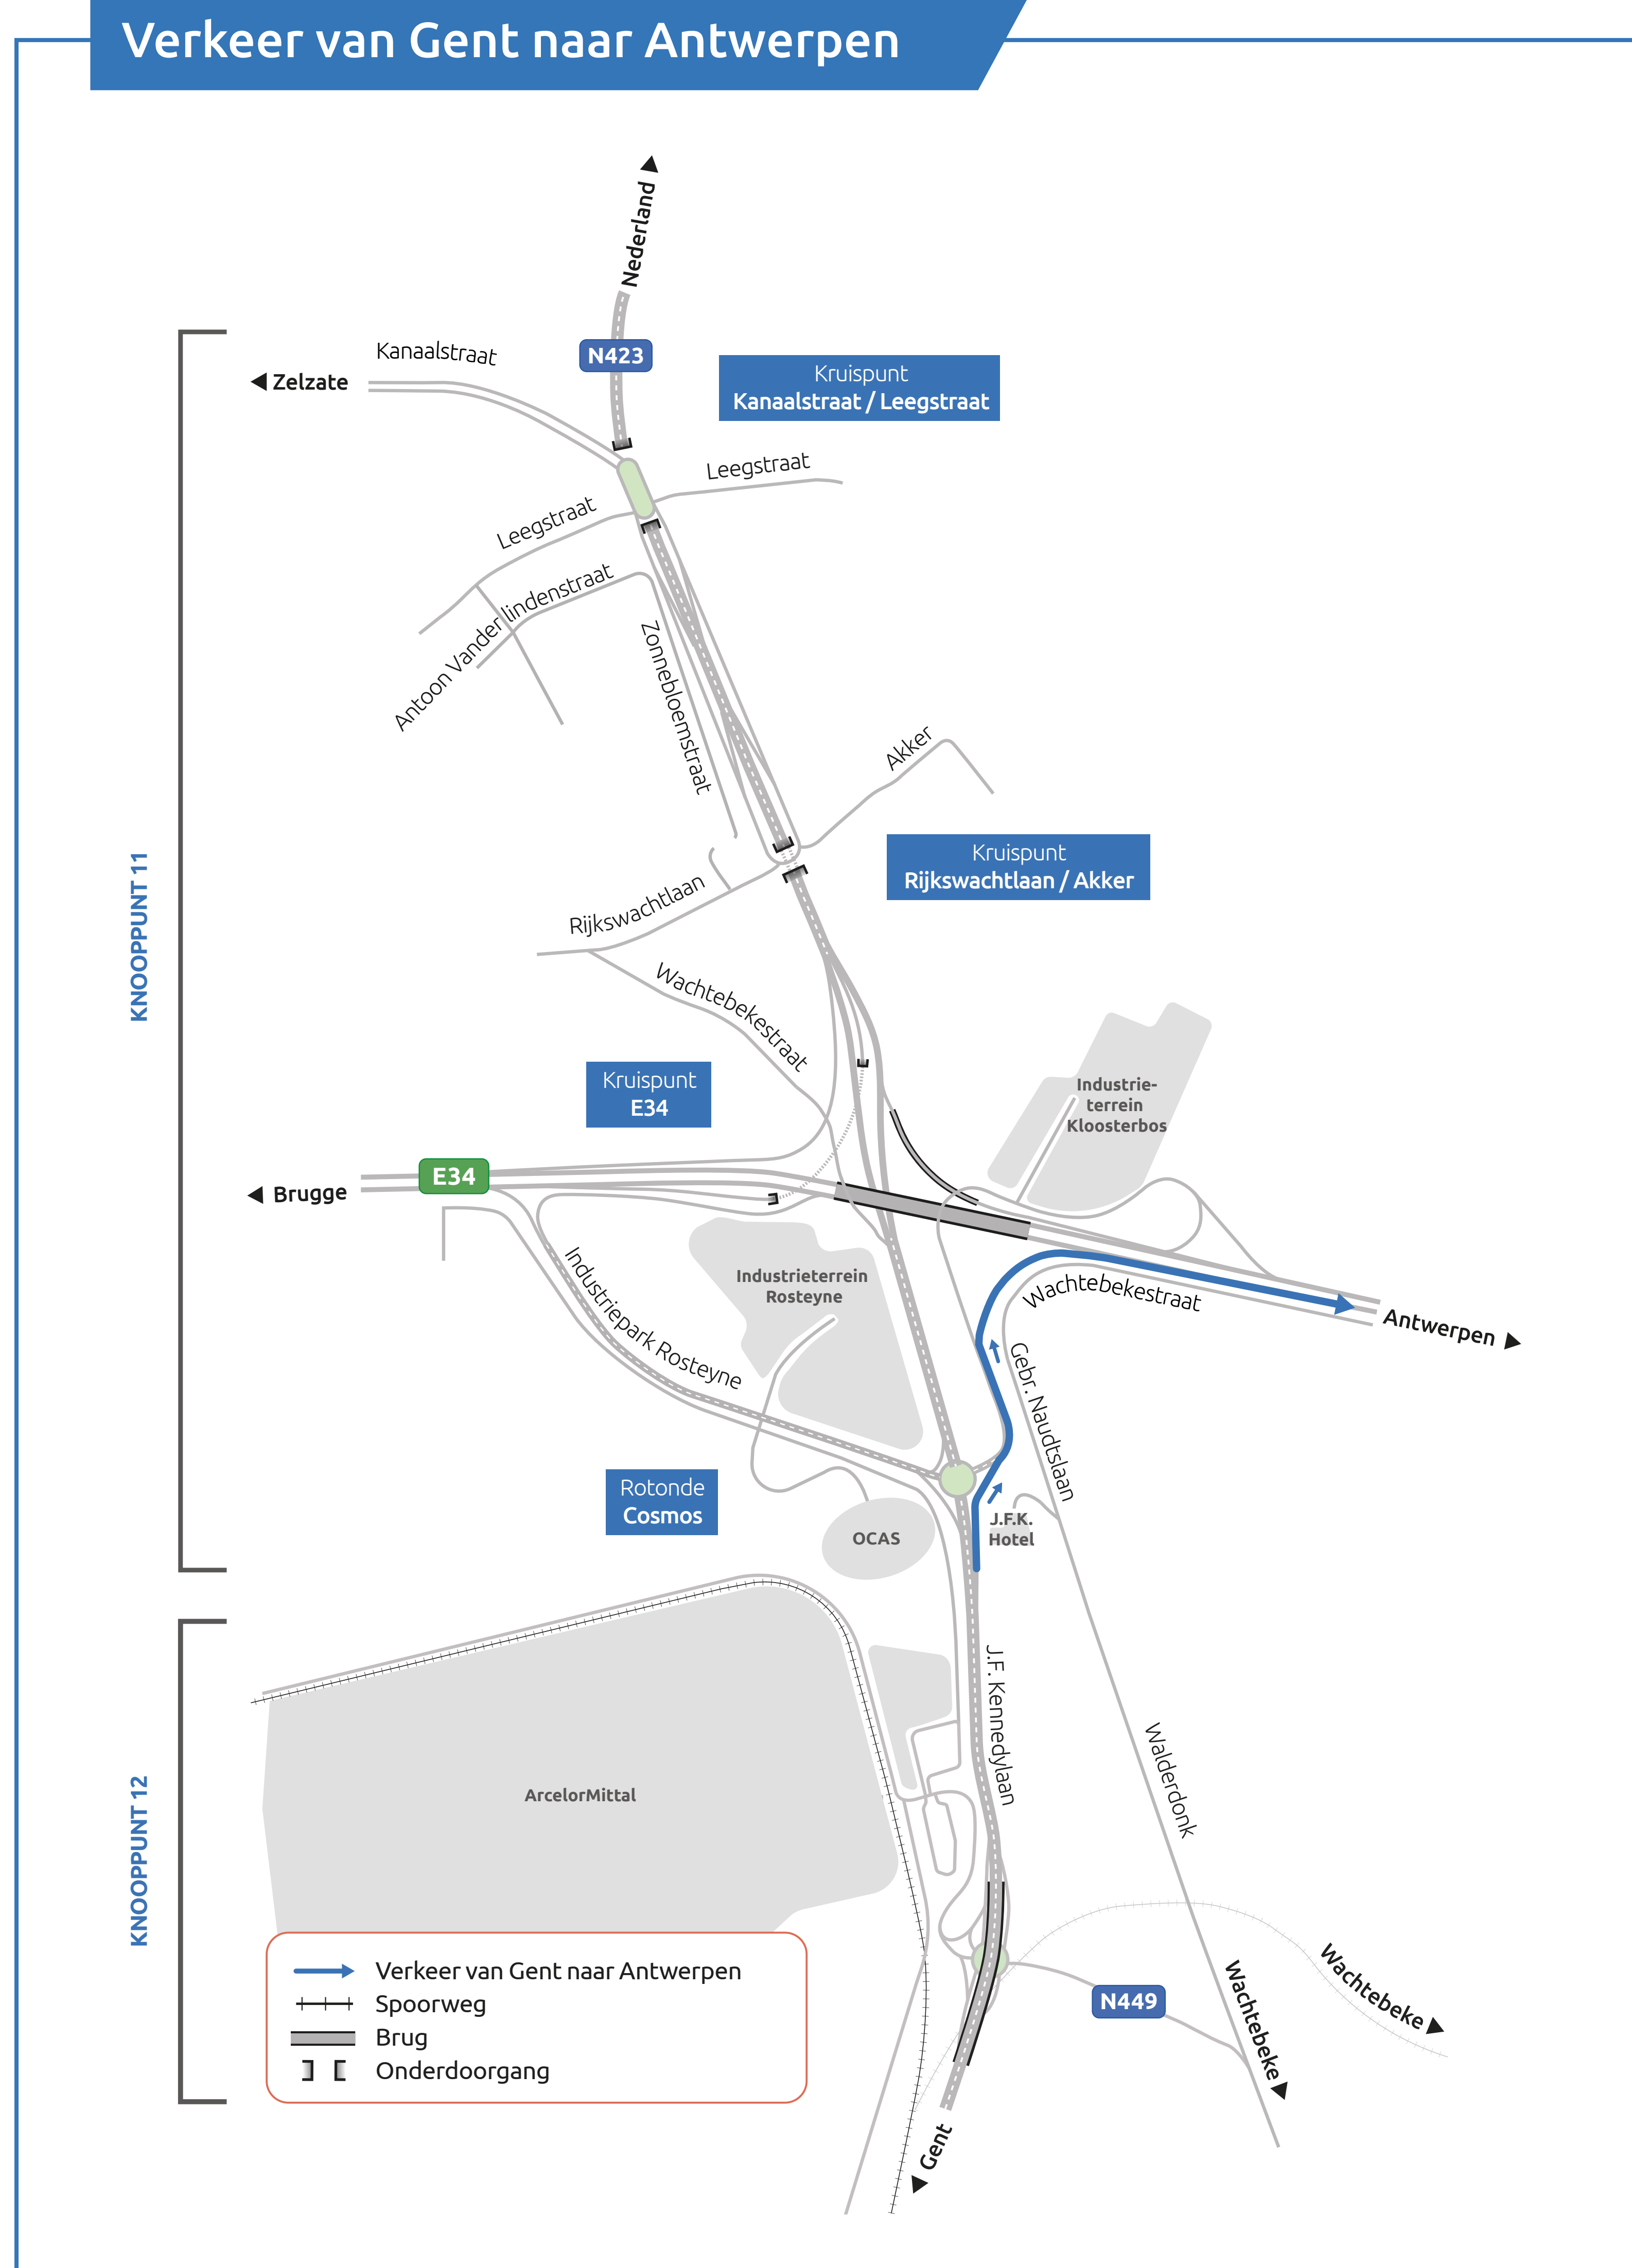 Verkeer van Gent naar Antwerpen
Nederland
N423
Kanaalstraat
Zelzate
Kruispunt
Kanaalstraat / Leegstraat
Leegstraat
Leegstraat
Antoon Vander lindenstraat
Zonnebloemstraat
Akker
Kruispunt
Rijkswachtlaan / Akker
Rijkswachtlaan
Wachtebekestraat
KNOOPPUNT 11
Kruispunt
E34
Industrie-
terrein
Kloosterbos
E34
Brugge
Industrieterrein
Rosteyne
Industriepark Rosteyne
Wachtebekestraat
Antwerpen
Gebr. Naudtslaan
Rotonde
Cosmos
OCAS
J.F.K.
Hotel
J.F. Kennedylaan
Walderdonk
ArcelorMittal
KNOOPPUNT 12
Wachtebeke
Wachtebeke
N449
Verkeer van Gent naar Antwerpen
Spoorweg
Brug
Onderdoorgang
Gent